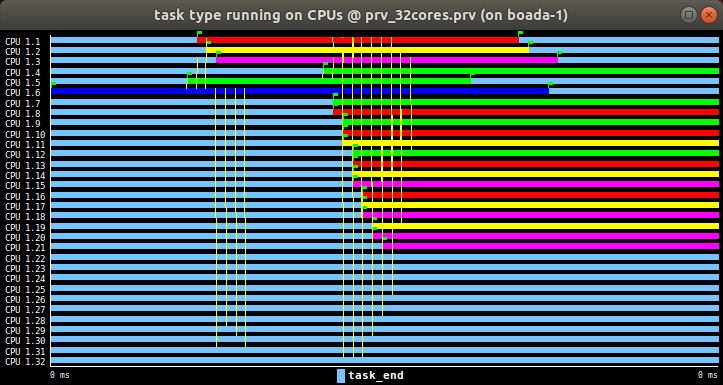 task type running on CPUs @ prv_32cores.prv (on boada-1)
CPU 1.1
CPU 1.2
CPU 1.3
CPU 1.4
CPU 1.5
CPU 1.6
CPU 1.7
CPU 1.8
CPU 1.9
CPU 1.10
CPU 1.11
CPU 1.12
CPU 1.13
CPU 1.14
CPU 1.15
CPU 1.16
CPU 1.17
CPU 1.18
CPU 1.19
CPU 1.20
CPU 1.21
CPU 1.22
CPU 1.23
CPU 1.24
CPU 1.25
CPU 1.26
CPU 1.27
CPU 1.28
CPU 1.29
CPU 1.30
CPU 1.31
CPU 1.32
0 ms 0 ms
task_end